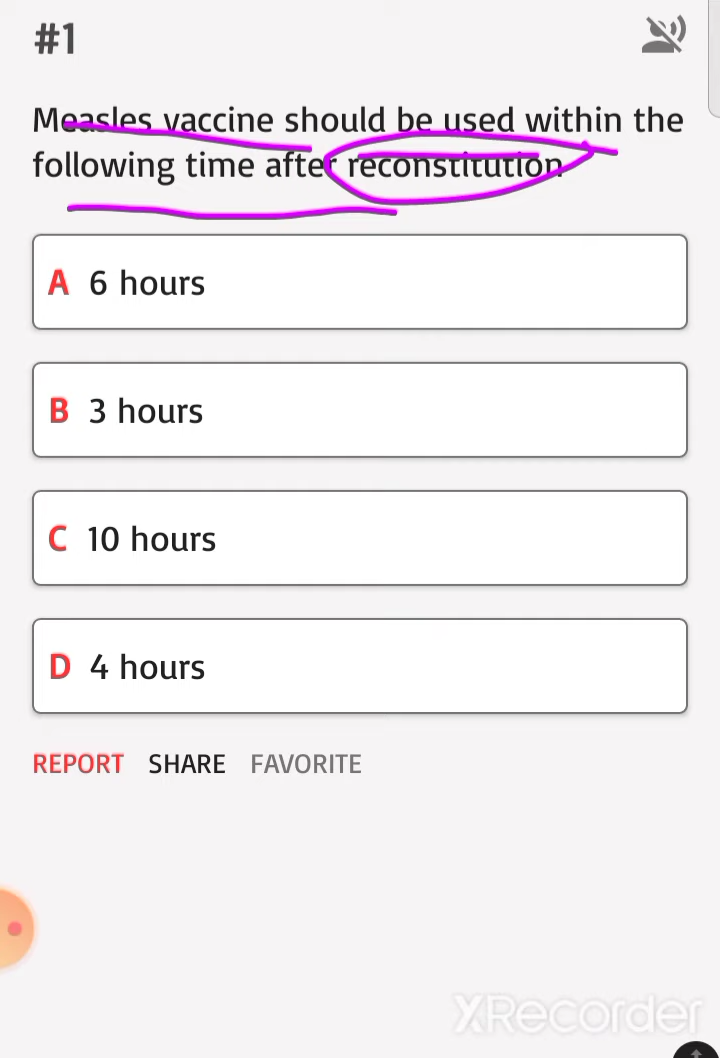 #1
Measles vaccine should be used within the
following time after reconstitution
A 6 hours
B 3 hours
C 10 hours
D 4 hours
REPORT SHARE FAVORITE
XRecorder